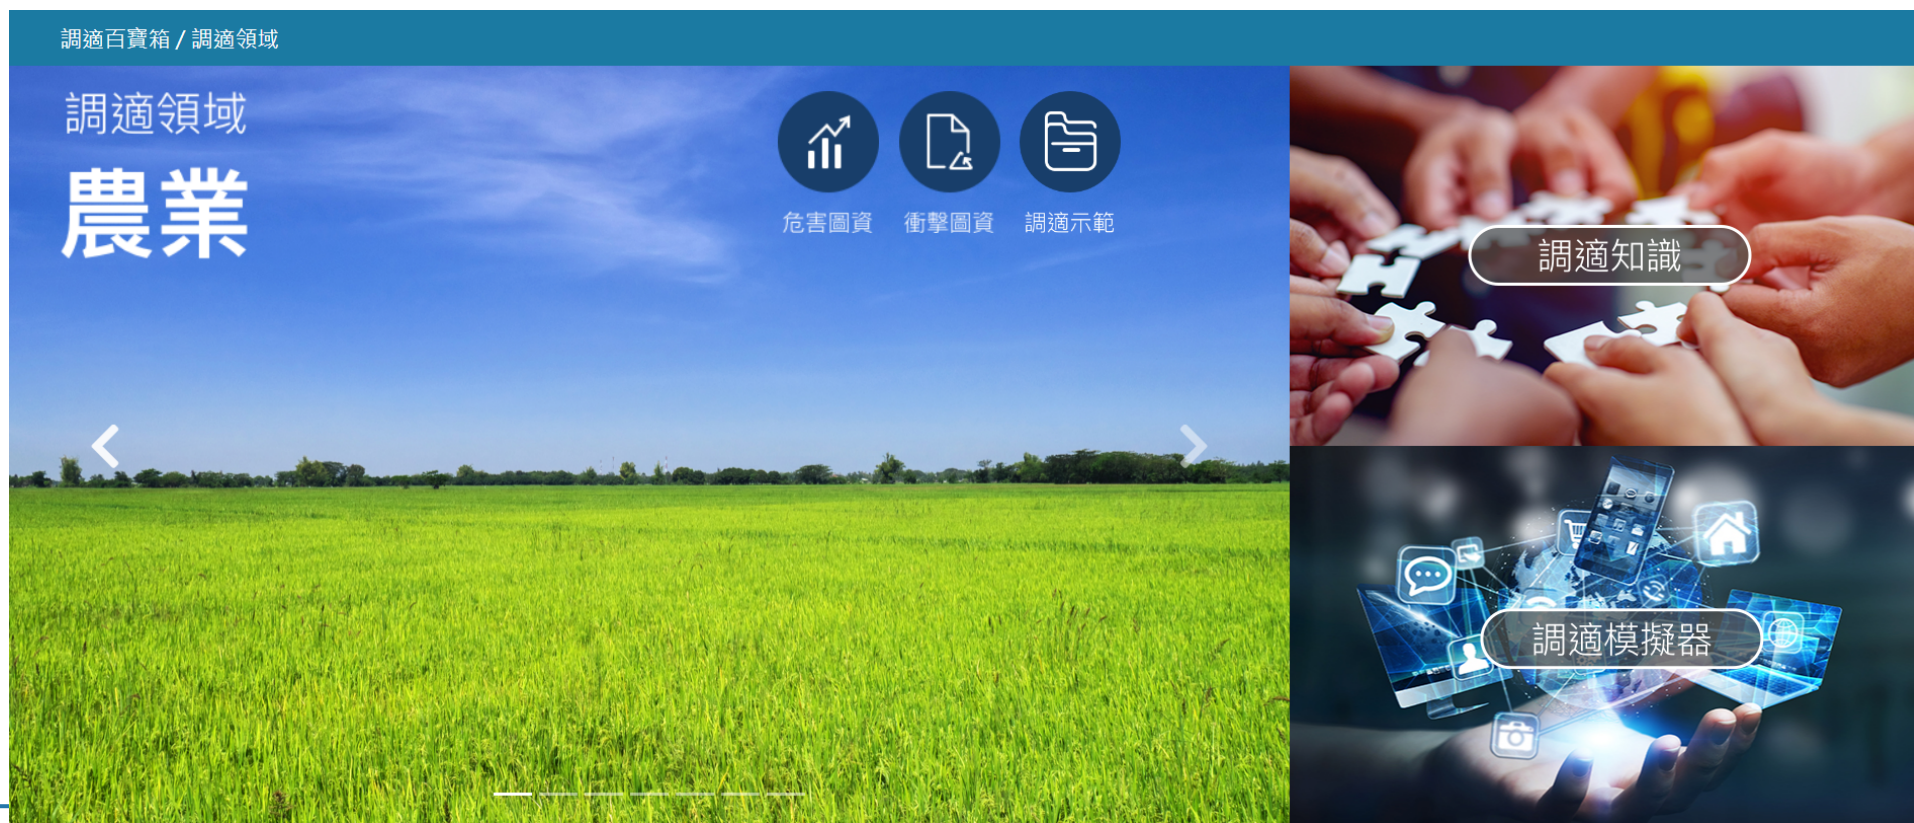 調適百寶箱 / 調適領域
調適領域
農業
危害圖資
衝擊圖資
調適示範
調適知識
調適模擬器